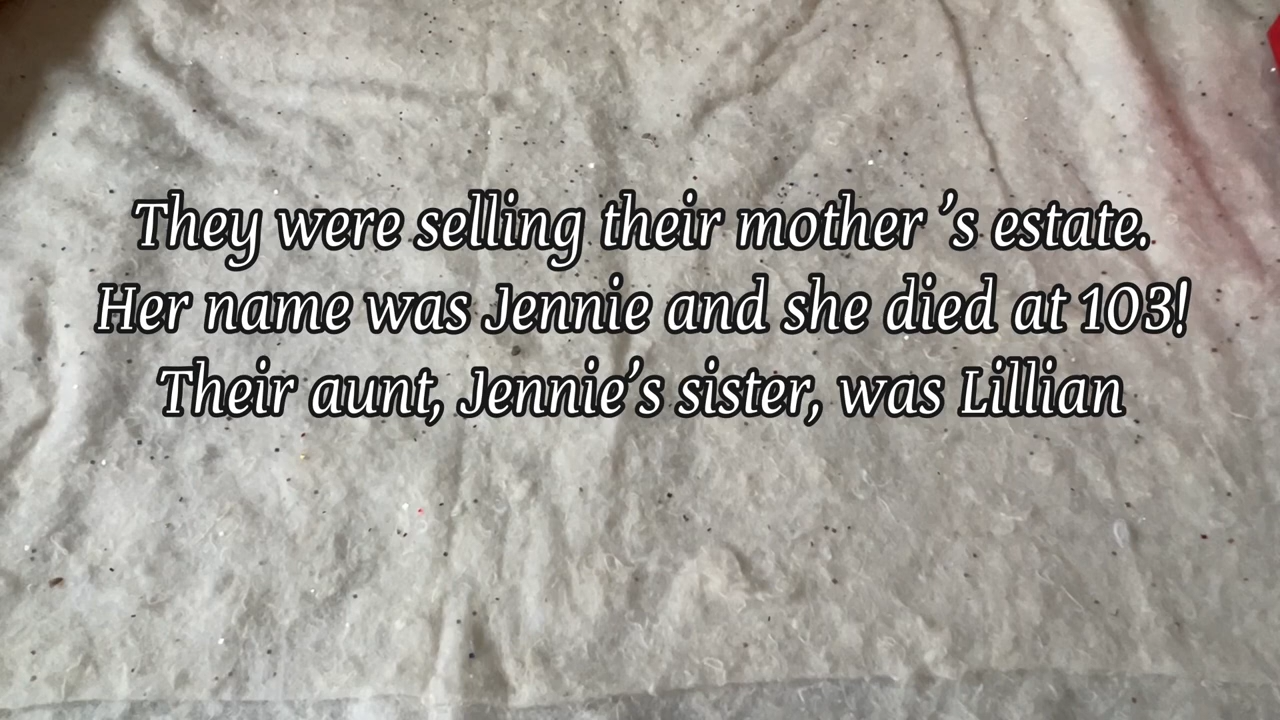 They were selling their mother 's estate.
Her name was Jennie and she died at 103!
Their aunt, Jennie's sister, was Lillian